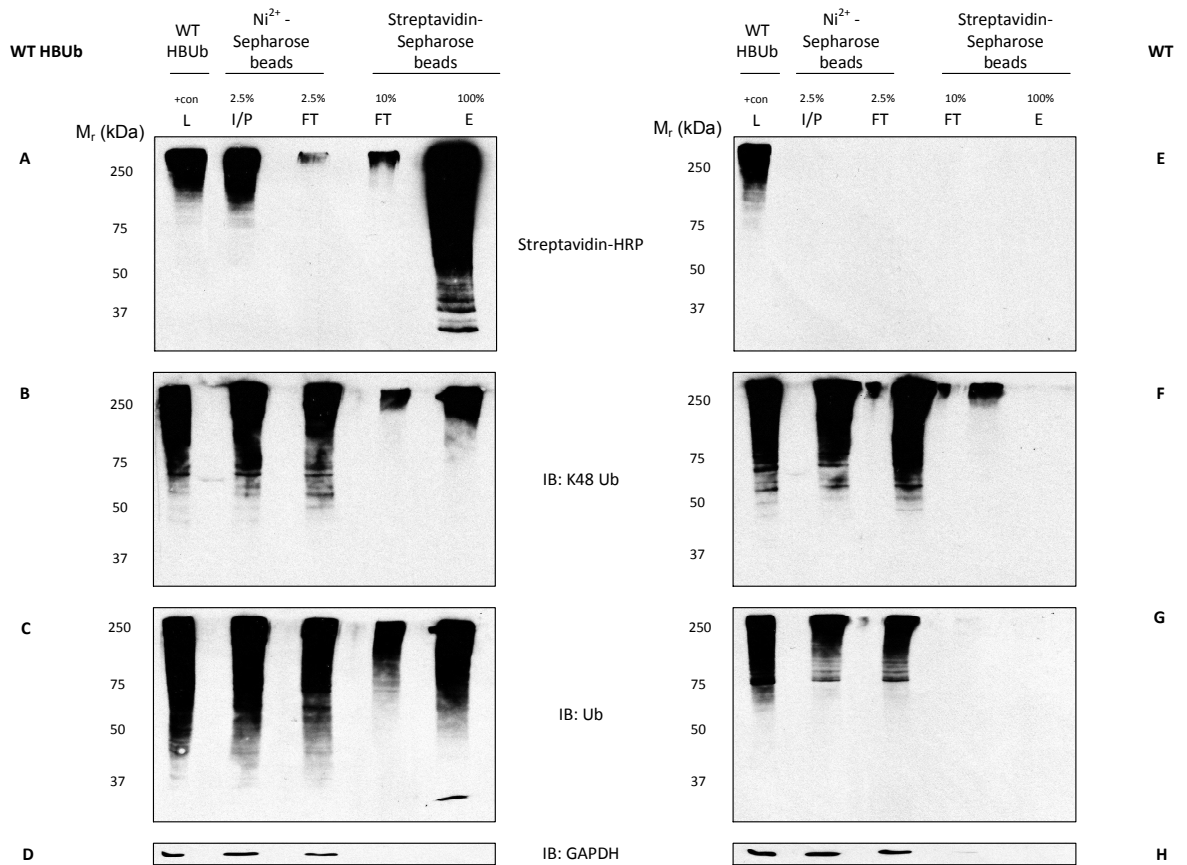 WT HBUb
WT HBUb
Ni2+ - Sepharose beads
Streptavidin- Sepharose beads
+con 2.5% 2.5% 10% 100%
Mr (kDa) L I/P FT FT E
A
250
75
50
37
Streptavidin-HRP
B
250
75
50
37
IB: K48 Ub
C
250
75
50
37
IB: Ub
D
IB: GAPDH
WT
WT HBUb
Ni2+ - Sepharose beads
Streptavidin- Sepharose beads
+con 2.5% 2.5% 10% 100%
Mr (kDa) L I/P FT FT E
E
250
75
50
37
F
250
75
50
37
G
250
75
50
37
H